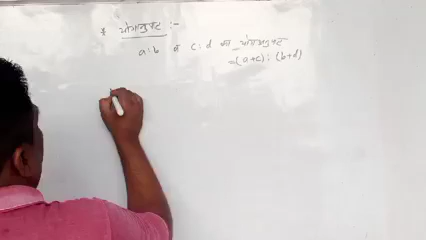 * योगानुपात :-
a:b व c:d का योगानुपात
=(a+c) : (b+d)